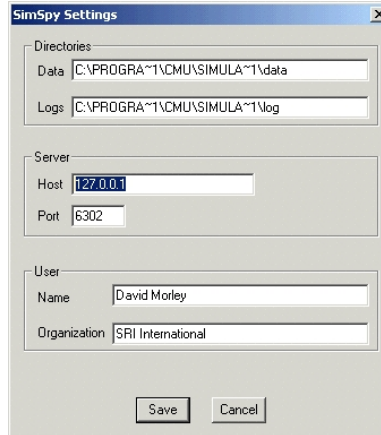 SimSpy Settings
Directories
Data C:\PROGRA~1\CMU\SIMULA~1\data
Logs C:\PROGRA~1\CMU\SIMULA~1\log
Server
Host 127.0.0.1
Port 6302
User
Name David Morley
Organization SRI International
Save Cancel